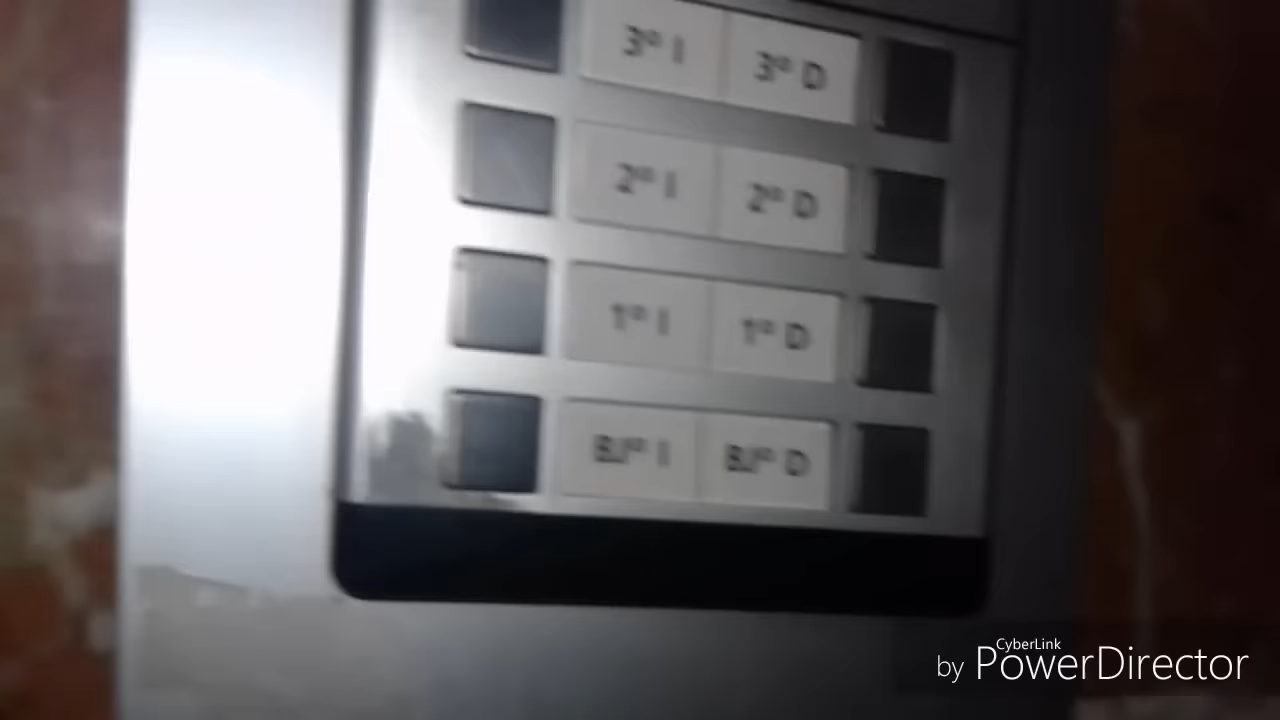 3º I 3º D
2º I 2º D
1º I 1º D
BJº I BJº D
CyberLink
by PowerDirector